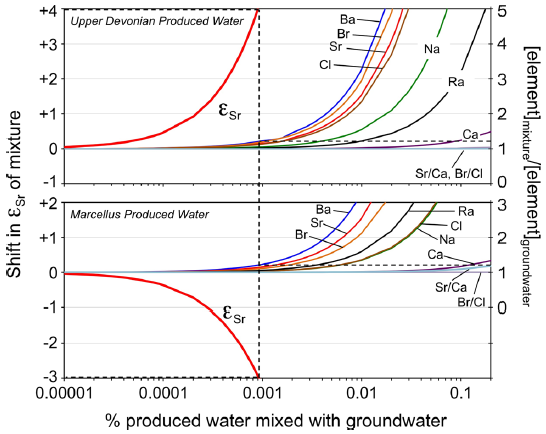 Upper Devonian Produced Water
+4
+3
+2
+1
0
-1
5
4
3
2
1
0
Ba
Br
Sr
Cl
Na
Ra
Ca
Sr/Ca, Br/Cl
εSr
Marcellus Produced Water
+2
+1
0
-1
-2
-3
3
2
1
0
Ba
Sr
Br
Ra
Cl
Na
Ca
Sr/Ca
Br/Cl
εSr
Shift in εSr of mixture
[element]mixture/[element]groundwater
0.00001
0.0001
0.001
0.01
0.1
% produced water mixed with groundwater